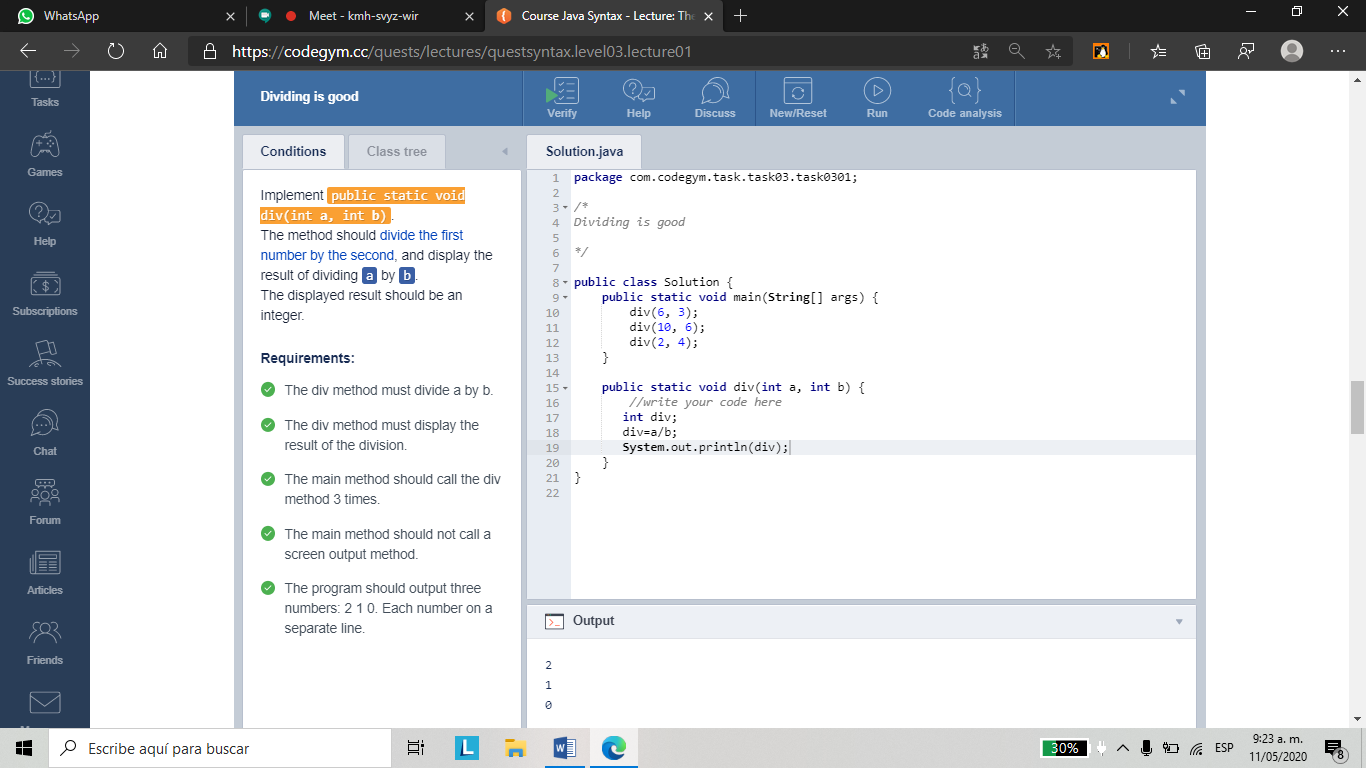 WhatsApp
Meet - kmh-svyz-wir
Course Java Syntax - Lecture: The
https://codegym.cc/quests/lectures/questsyntax.level03.lecture01
Tasks
Games
Help
Subscriptions
Success stories
Chat
Forum
Articles
Friends
Dividing is good
Verify
Help
Discuss
New/Reset
Run
Code analysis
Conditions
Class tree
Implement public static void
div(int a, int b).
The method should divide the first
number by the second, and display the
result of dividing a by b.
The displayed result should be an
integer.
Requirements:
The div method must divide a by b.
The div method must display the
result of the division.
The main method should call the div
method 3 times.
The main method should not call a
screen output method.
The program should output three
numbers: 2 1 0. Each number on a
separate line.
Solution.java
1 package com.codegym.task.task03.task0301;
2
3 /*
4 Dividing is good
5
6 */
7
8 public class Solution {
9 public static void main(String[] args) {
10 div(6, 3);
11 div(10, 6);
12 div(2, 4);
13 }
14
15 public static void div(int a, int b) {
16 //write your code here
17 int div;
18 div=a/b;
19 System.out.println(div);
20 }
21 }
22
Output
2
1
0
Escribe aquí para buscar
30%
ESP
9:23 a. m.
11/05/2020
8